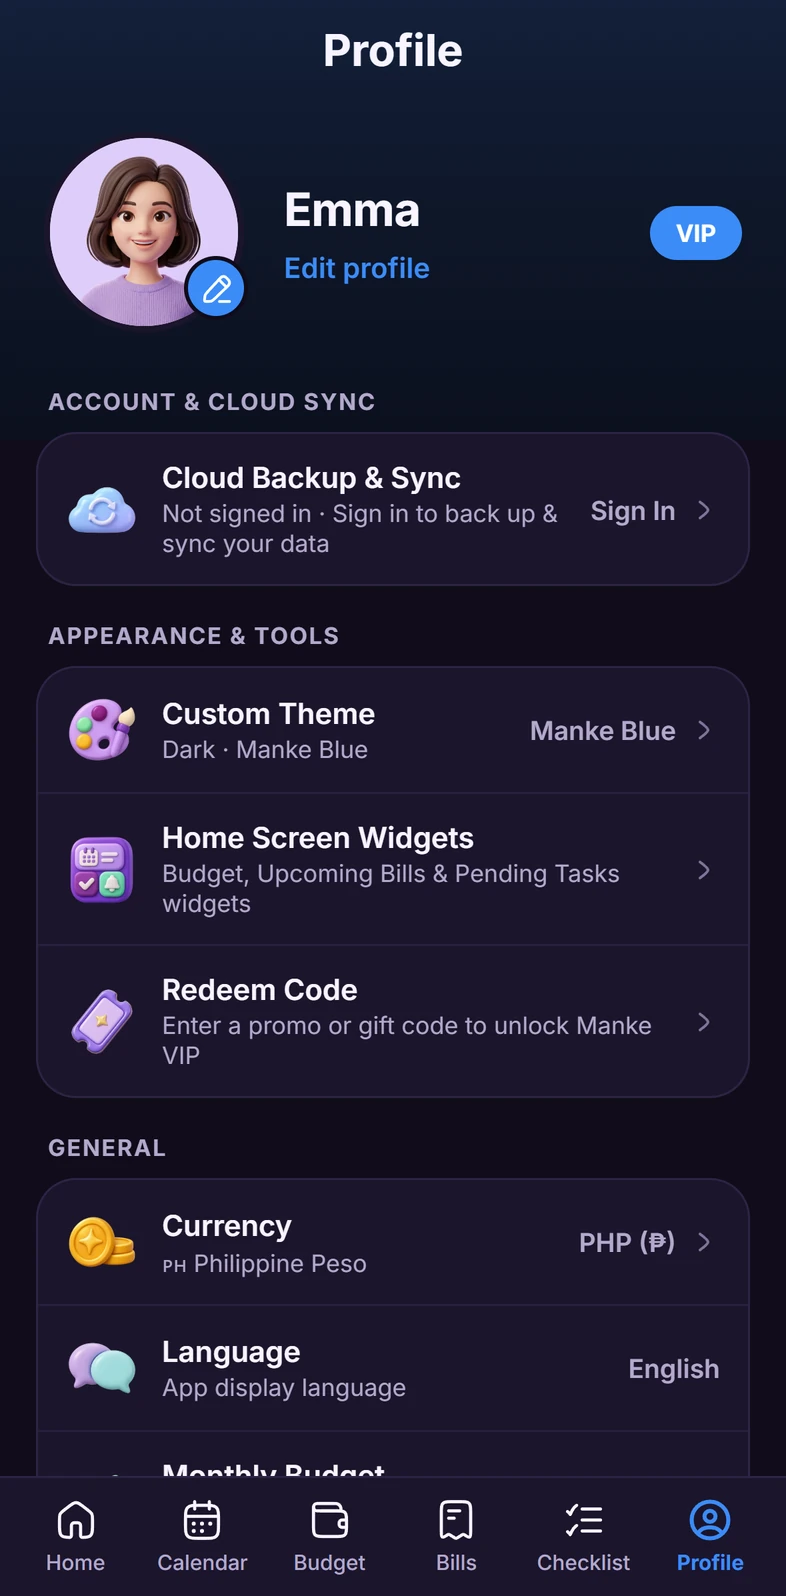 Profile
Emma
Edit profile
VIP
ACCOUNT & CLOUD SYNC
Cloud Backup & Sync
Not signed in · Sign in to back up &
sync your data
Sign In
APPEARANCE & TOOLS
Custom Theme
Dark · Manke Blue
Manke Blue
Home Screen Widgets
Budget, Upcoming Bills & Pending Tasks
widgets
Redeem Code
Enter a promo or gift code to unlock Manke
VIP
GENERAL
Currency
PH Philippine Peso
PHP (₱)
Language
App display language
English
Monthly Budget
Home
Calendar
Budget
Bills
Checklist
Profile